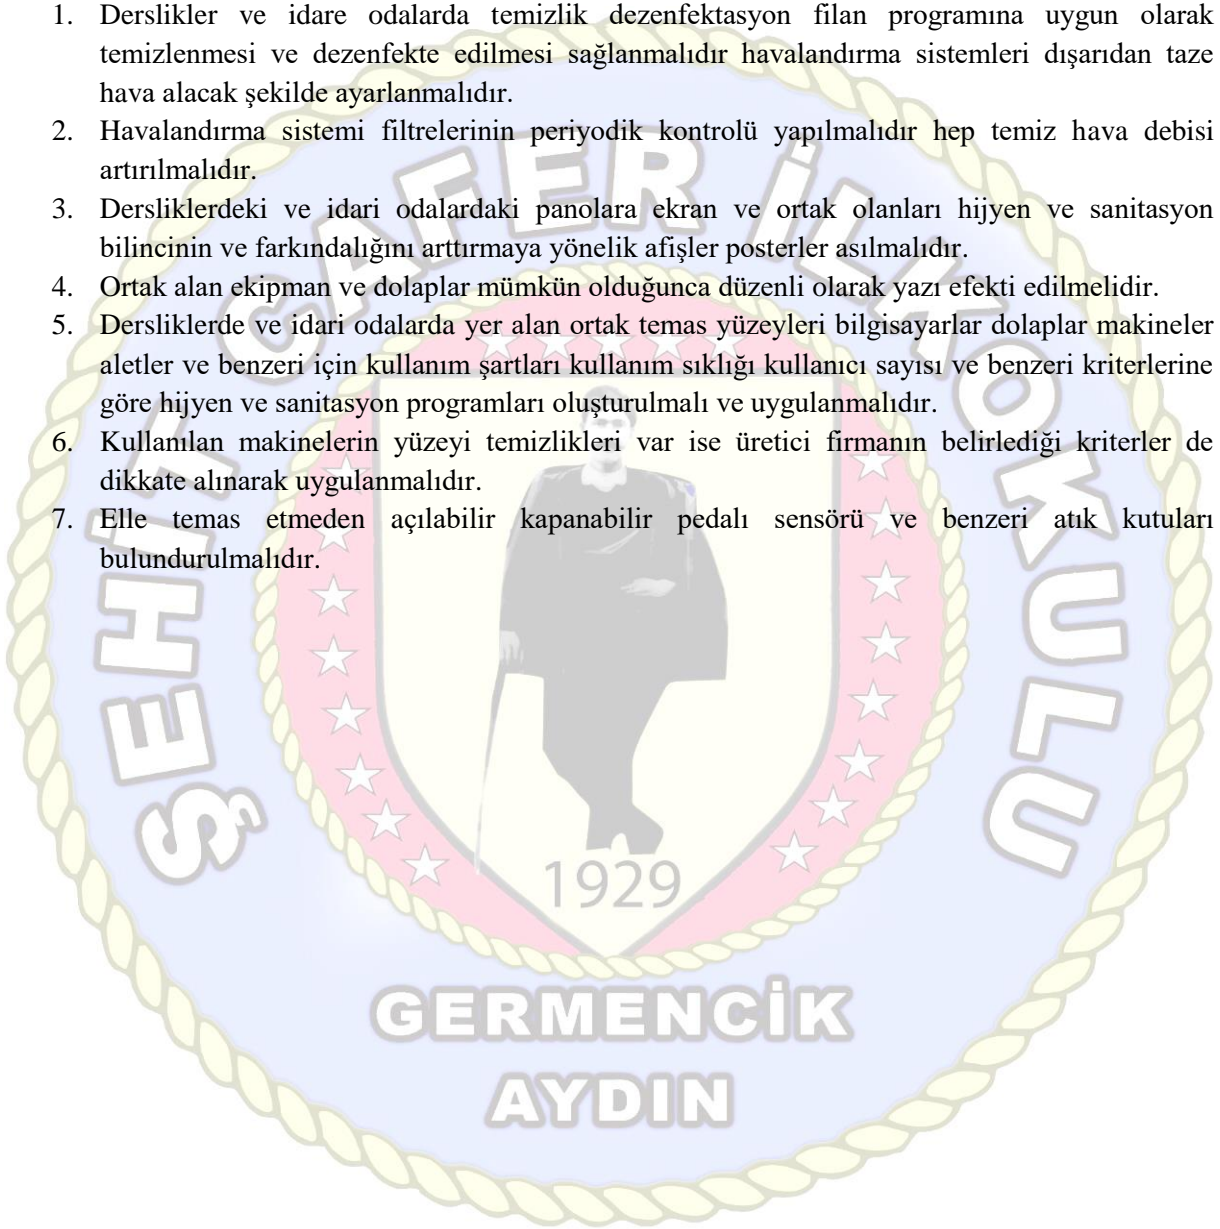 1. Derslikler ve idare odalarda temizlik dezenfektasyon filan programına uygun olarak
temizlenmesi ve dezenfekte edilmesi sağlanmalıdır havalandırma sistemleri dışarıdan taze
hava alacak şekilde ayarlanmalıdır.
2. Havalandırma sistemi filtrelerinin periyodik kontrolü yapılmalıdır hep temiz hava debisi
artırılmalıdır.
3. Dersliklerdeki ve idari odalardaki panolara ekran ve ortak olanları hijyen ve sanitasyon
bilincinin ve farkındalığını arttırmaya yönelik afişler posterler asılmalıdır.
4. Ortak alan ekipman ve dolaplar mümkün olduğunca düzenli olarak yazı efekti edilmelidir.
5. Dersliklerde ve idari odalarda yer alan ortak temas yüzeyleri bilgisayarlar dolaplar makineler
aletler ve benzeri için kullanım şartları kullanım sıklığı kullanıcı sayısı ve benzeri kriterlerine
göre hijyen ve sanitasyon programları oluşturulmalı ve uygulanmalıdır.
6. Kullanılan makinelerin yüzeyi temizlikleri var ise üretici firmanın belirlediği kriterler de
dikkate alınarak uygulanmalıdır.
7. Elle temas etmeden açılabilir kapanabilir pedalı sensörü ve benzeri atık kutuları
bulundurulmalıdır.
ŞEHİT CAFER İLKOKULU
1929
GERMENCİK
AYDIN